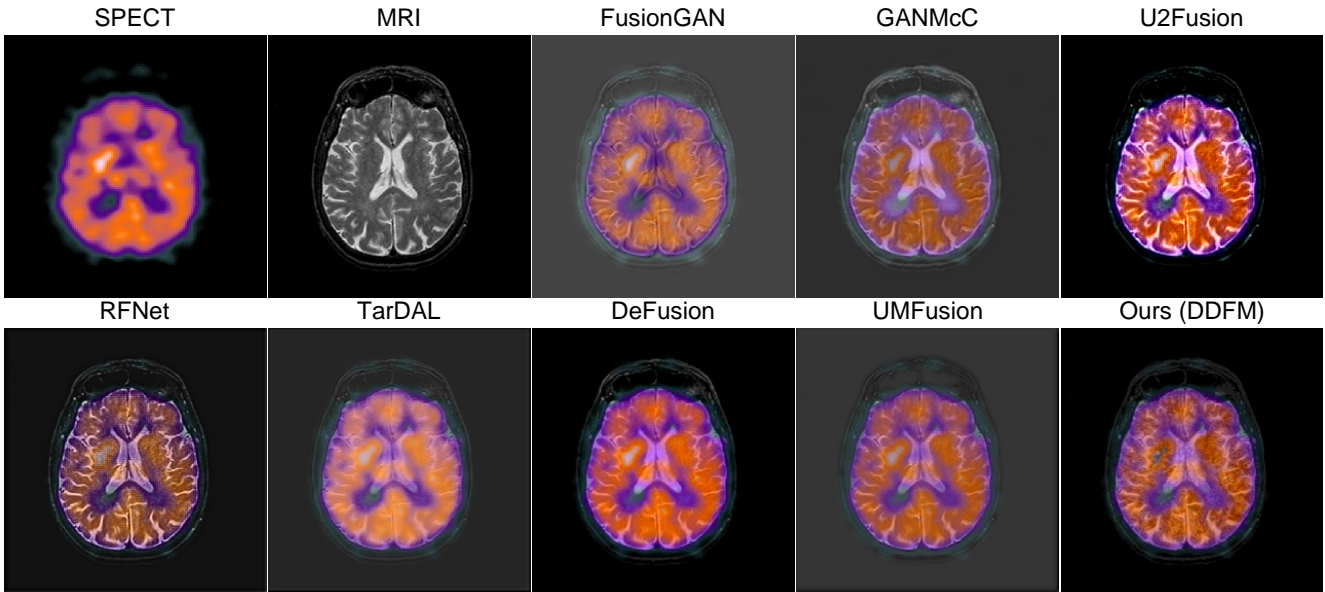 SPECT MRI FusionGAN GANMcC U2Fusion
RFNet TarDAL DeFusion UMFusion Ours (DDFM)